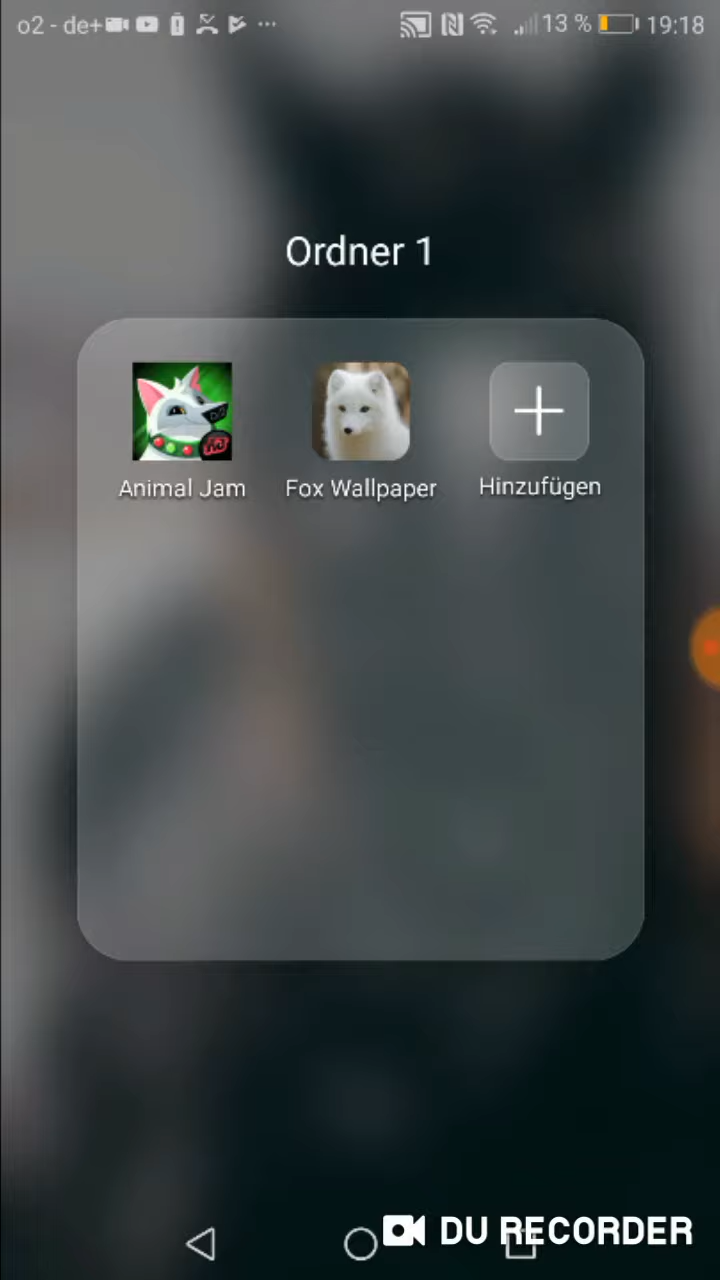 o2 - de+ ... 13 % 19:18
Ordner 1
Animal Jam Fox Wallpaper Hinzufügen
DU RECORDER